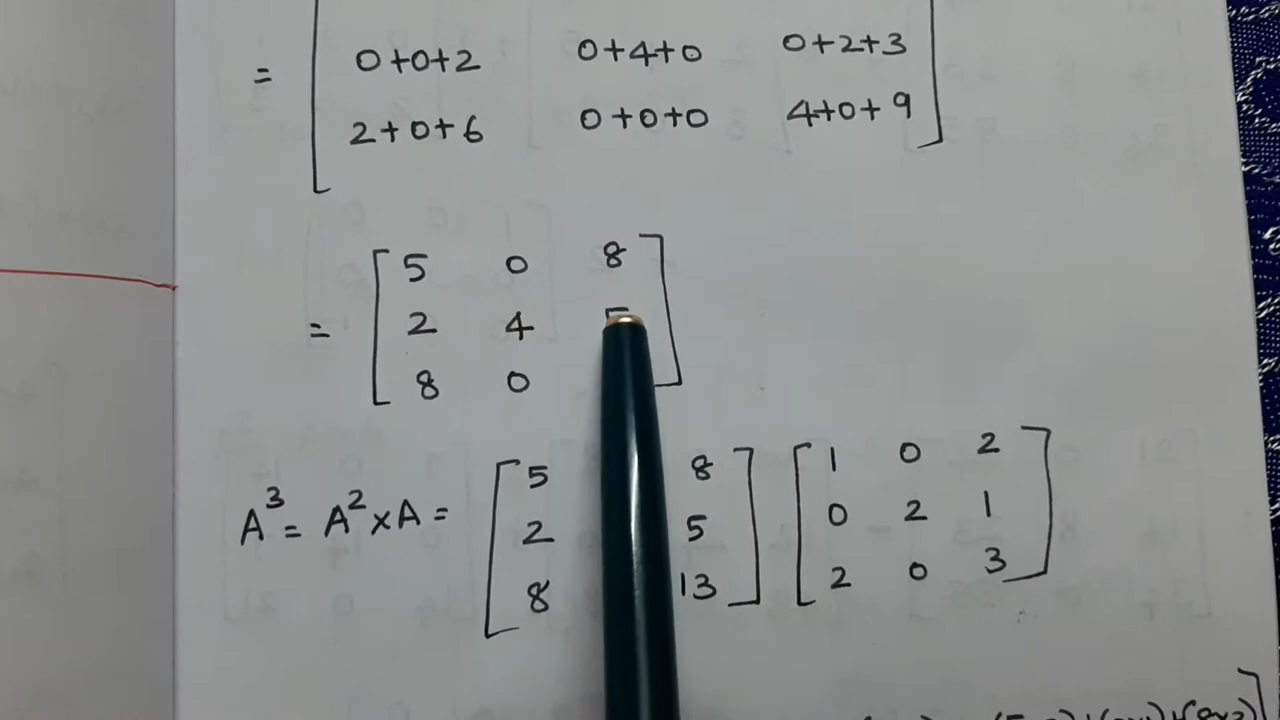 0+0+2 0+4+0 0+2+3
=
2+0+6 0+0+0 4+0+9
5 0 8
= 2 4
8 0
5 8 1 0 2
A³ = A² × A = 2 5 0 2 1
8 13 2 0 3